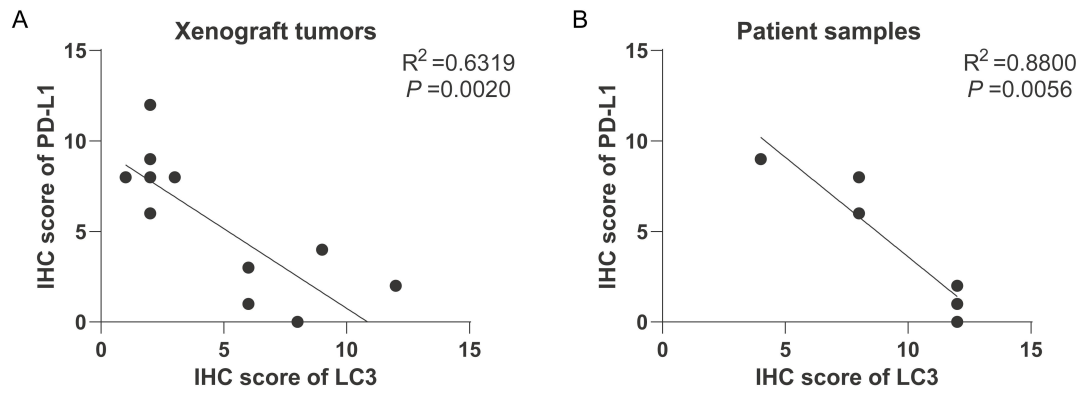 A
Xenograft tumors
R² =0.6319
P =0.0020
IHC score of PD-L1
15
10
5
0
0 5 10 15
IHC score of LC3
B
Patient samples
R² =0.8800
P =0.0056
IHC score of PD-L1
15
10
5
0
0 5 10 15
IHC score of LC3